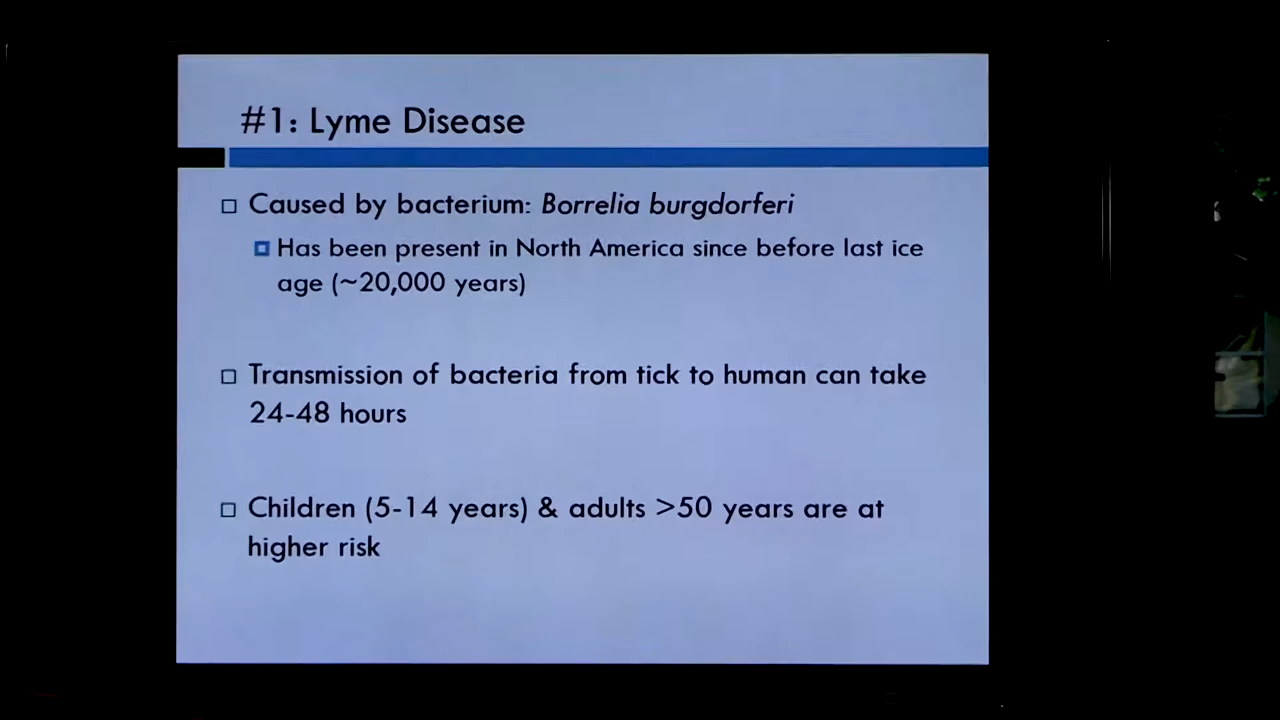 #1: Lyme Disease
Caused by bacterium: Borrelia burgdorferi
Has been present in North America since before last ice
age (~20,000 years)
Transmission of bacteria from tick to human can take
24-48 hours
Children (5-14 years) & adults >50 years are at
higher risk